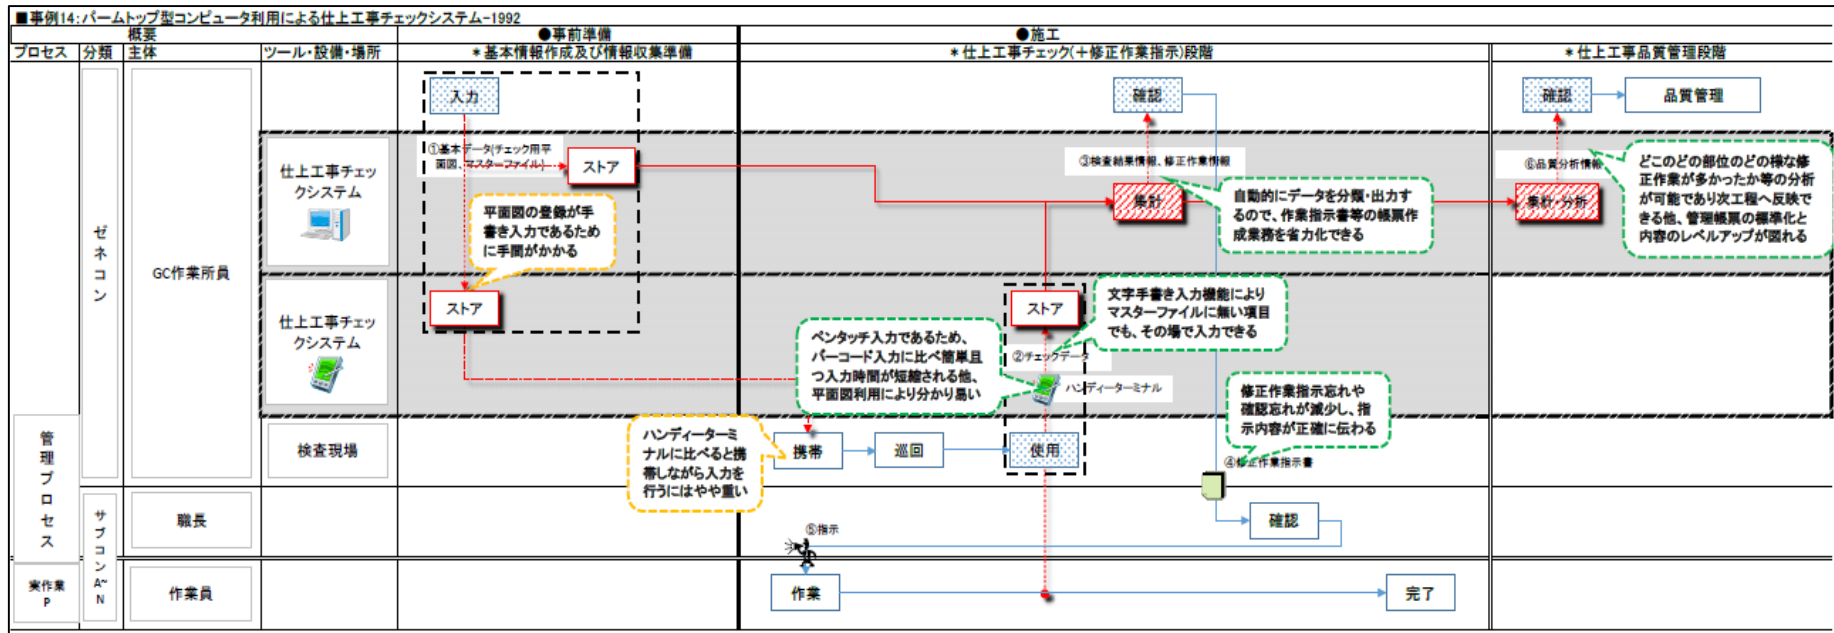 ■事例14:パームトップ型コンピュータ利用による仕上工事チェックシステム-1992
概要
●事前準備
●施工
プロセス
分類
主体
ツール・設備・場所
＊基本情報作成及び情報収集準備
＊仕上工事チェック(＋修正作業指示)段階
＊仕上工事品質管理段階
入力
確認
確認
品質管理
仕上工事チェッ
クシステム
①基本データ(チェック用平
面図、マスターファイル)
ストア
③検査結果情報、修正作業情報
⑥品質分析情報
どこのどの部位のどの様な修
正作業が多かったか等の分析
が可能であり次工程へ反映で
きる他、管理帳票の標準化と
内容のレベルアップが図れる
平面図の登録が手
書き入力であるため
に手間がかかる
集計
自動的にデータを分類・出力す
るので、作業指示書等の帳票作
成業務を省力化できる
集計・分析
ゼネコン
GC作業所員
仕上工事チェッ
クシステム
ストア
ストア
文字手書き入力機能により
マスターファイルに無い項目
でも、その場で入力できる
ペンタッチ入力であるため、
バーコード入力に比べ簡単且
つ入力時間が短縮される他、
平面図利用により分かり易い
②チェックデータ
ハンディーターミナル
修正作業指示忘れや
確認忘れが減少し、指
示内容が正確に伝わる
管理プロセス
検査現場
ハンディーターミ
ナルに比べると携
帯しながら入力を
行うにはやや重い
携帯
巡回
使用
④修正作業指示書
サブコンA~N
職長
確認
⑤指示
実作業
P
作業員
作業
完了